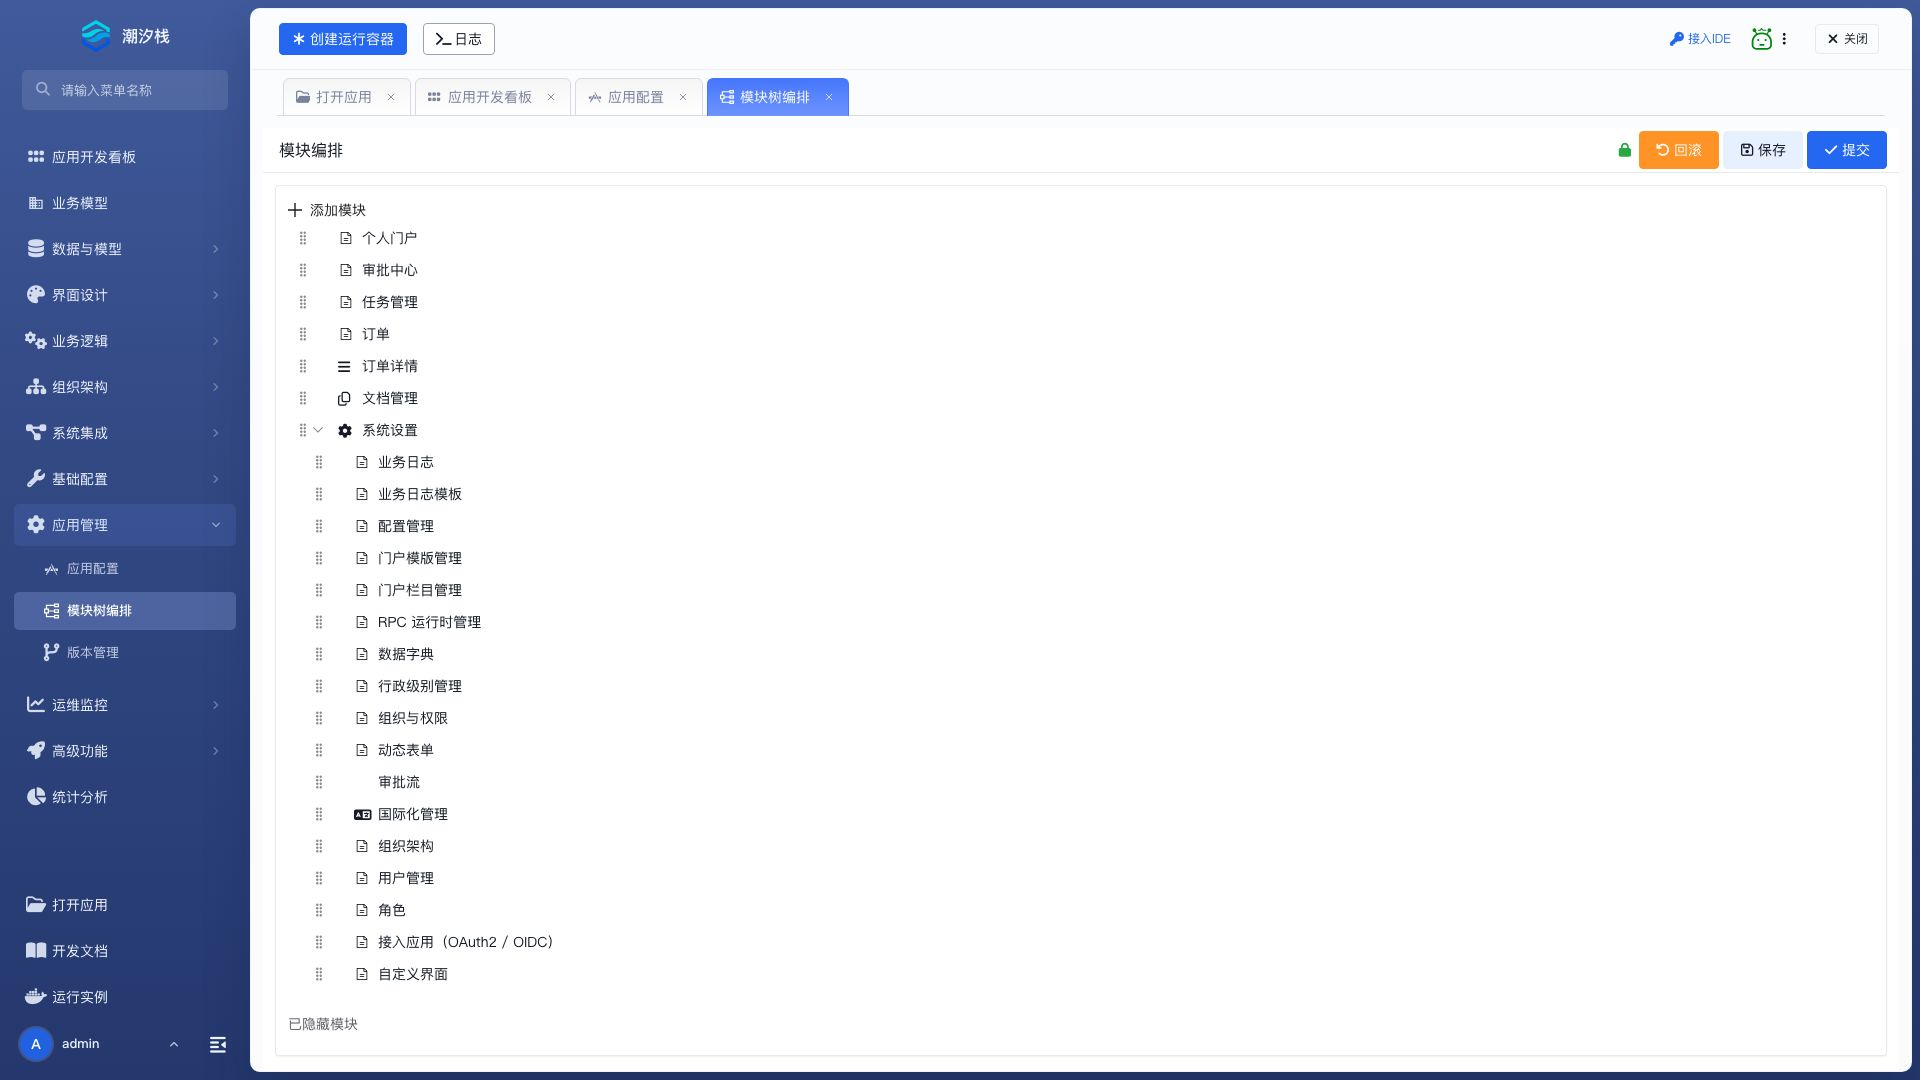 潮汐栈
请输入菜单名称
应用开发看板
业务模型
数据与模型
界面设计
业务逻辑
组织架构
系统集成
基础配置
应用管理
应用配置
模块树编排
版本管理
运维监控
高级功能
统计分析
打开应用
开发文档
运行实例
A admin
创建运行容器 日志 接入IDE 关闭
打开应用 应用开发看板 应用配置 模块树编排
模块编排 回滚 保存 提交
添加模块
个人门户
审批中心
任务管理
订单
订单详情
文档管理
系统设置
业务日志
业务日志模板
配置管理
门户模版管理
门户栏目管理
RPC 运行时管理
数据字典
行政级别管理
组织与权限
动态表单
审批流
国际化管理
组织架构
用户管理
角色
接入应用（OAuth2 / OIDC）
自定义界面
已隐藏模块